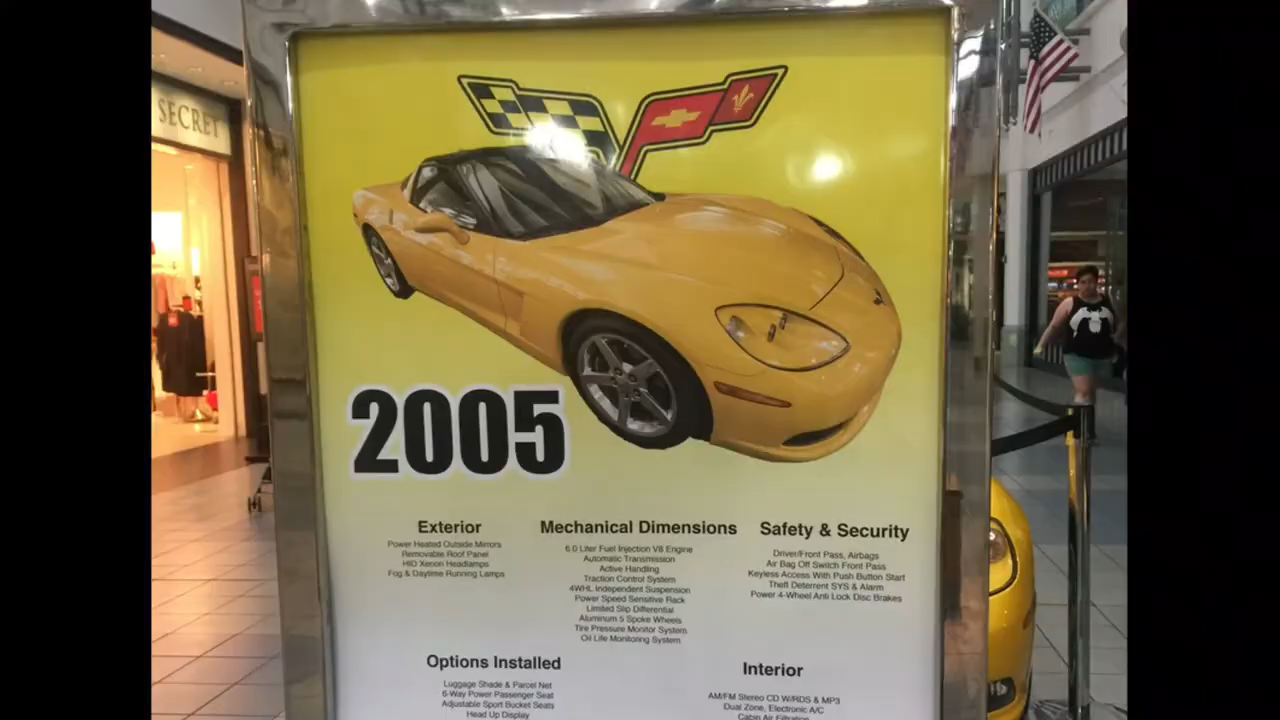 SECRET
2005
Exterior
Power Heated Outside Mirrors
Removable Roof Panel
HID Xenon Headlamps
Fog & Daytime Running Lamps
Mechanical Dimensions
6.0 Liter Fuel Injection V8 Engine
Automatic Transmission
Active Handling
Traction Control System
4WHL Independent Suspension
Power Speed Sensitive Rack
Limited Slip Differential
Aluminum 5 Spoke Wheels
Tire Pressure Monitor System
Oil Life Monitoring System
Safety & Security
Driver/Front Pass, Airbags
Air Bag Off Switch Front Pass
Keyless Access With Push Button Start
Theft Deterrent SYS & Alarm
Power 4-Wheel Anti Lock Disc Brakes
Options Installed
Luggage Shade & Parcel Net
6-Way Power Passenger Seat
Adjustable Sport Bucket Seats
Head Up Display
Interior
AM/FM Stereo CD W/RDS & MP3
Dual Zone, Electronic A/C
Cabin Air Filtration